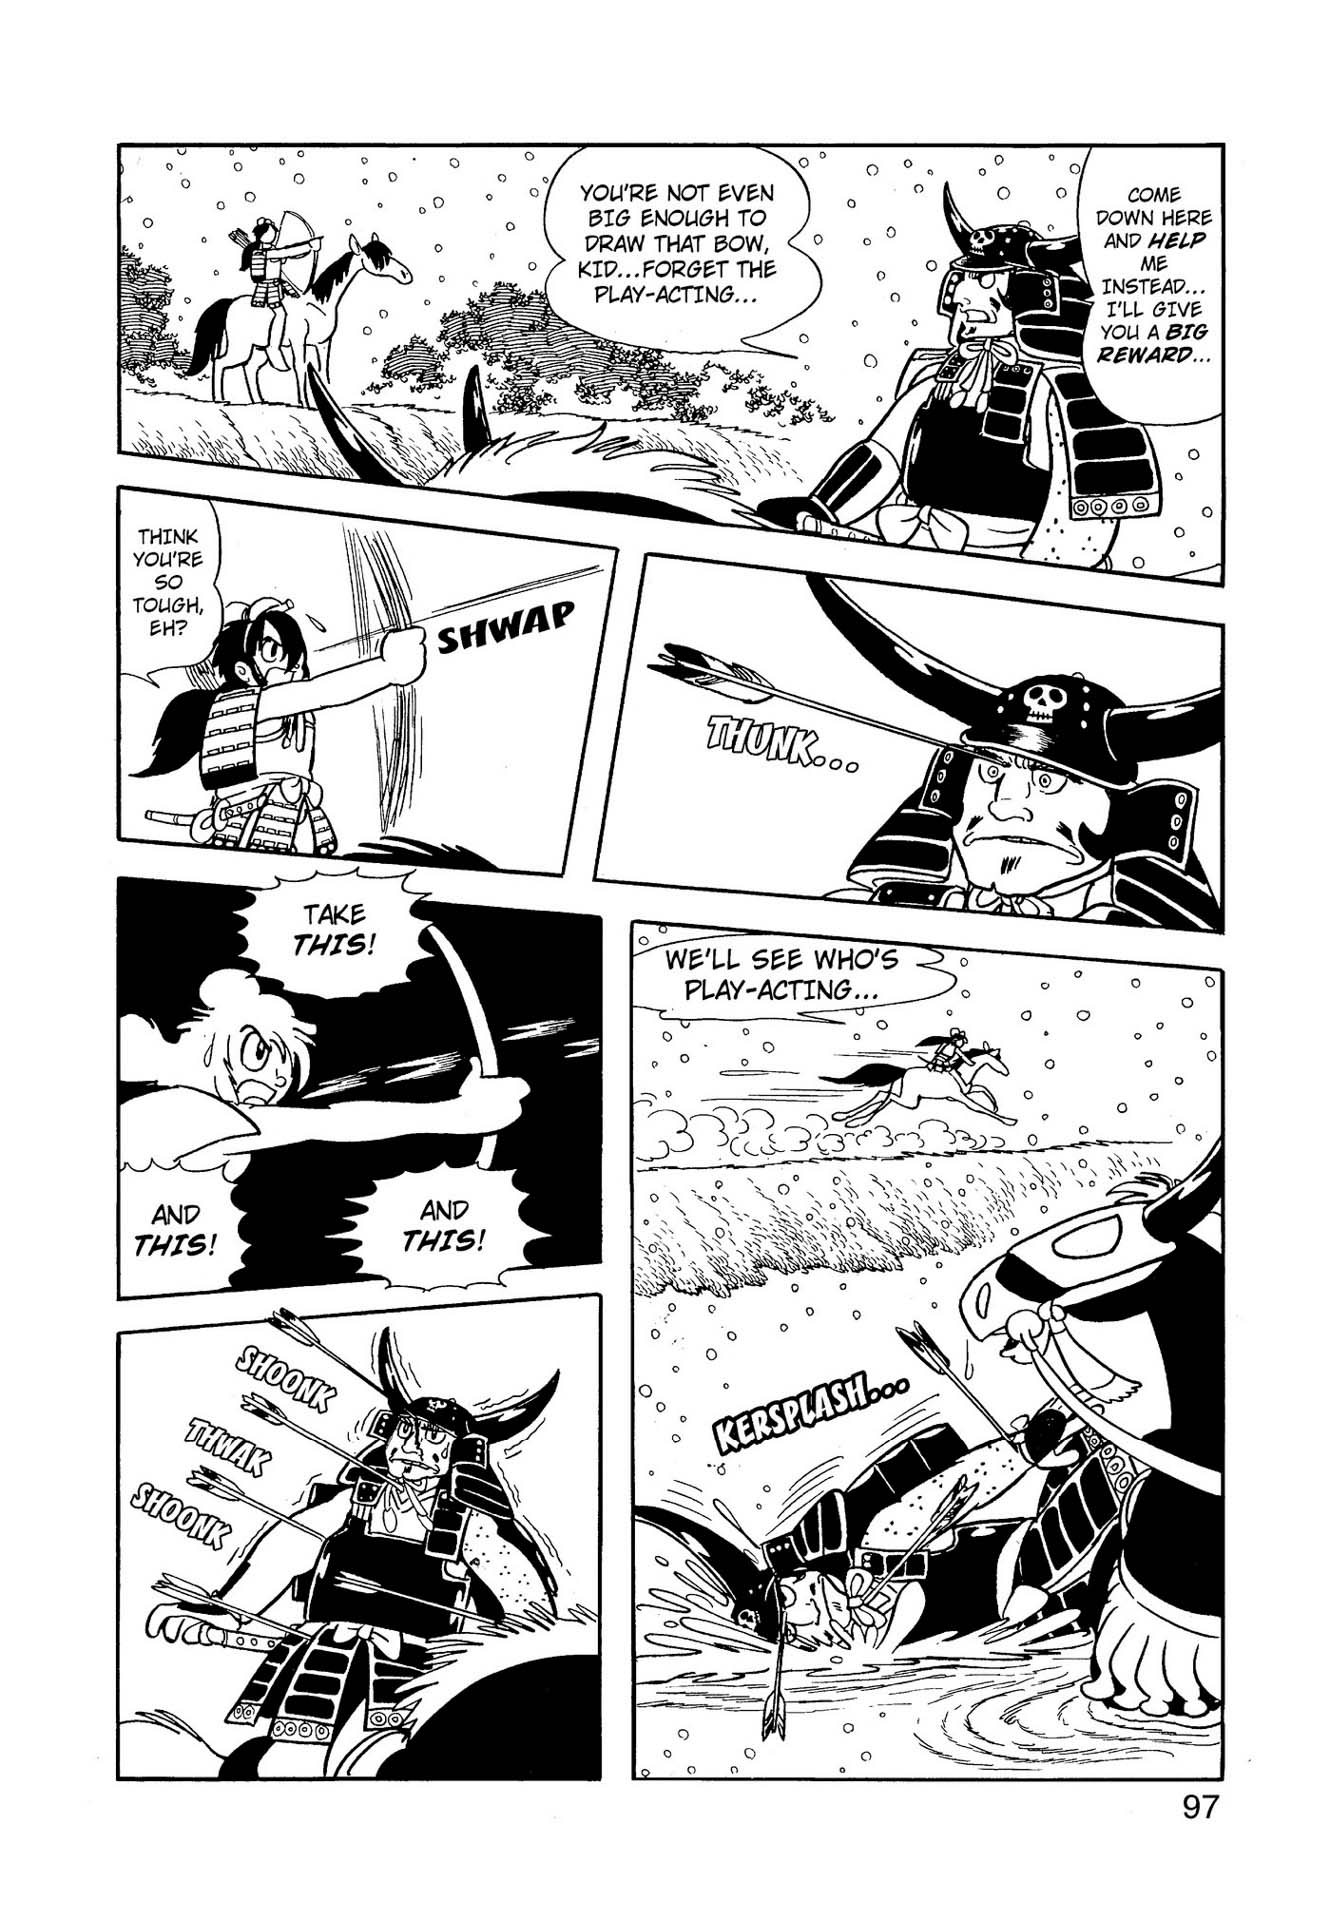 YOU'RE NOT EVEN
BIG ENOUGH TO
DRAW THAT BOW,
KID...FORGET THE
PLAY-ACTING...
COME
DOWN HERE
AND HELP
ME
INSTEAD...
I'LL GIVE
YOU A BIG
REWARD...
THINK
YOU'RE
SO
TOUGH,
EH?
SHWAP
THUNK...
TAKE
THIS!
AND
THIS!
AND
THIS!
WE'LL SEE WHO'S
PLAY-ACTING...
SHOONK
THWAK
SHOONK
KERSPLASH...
97